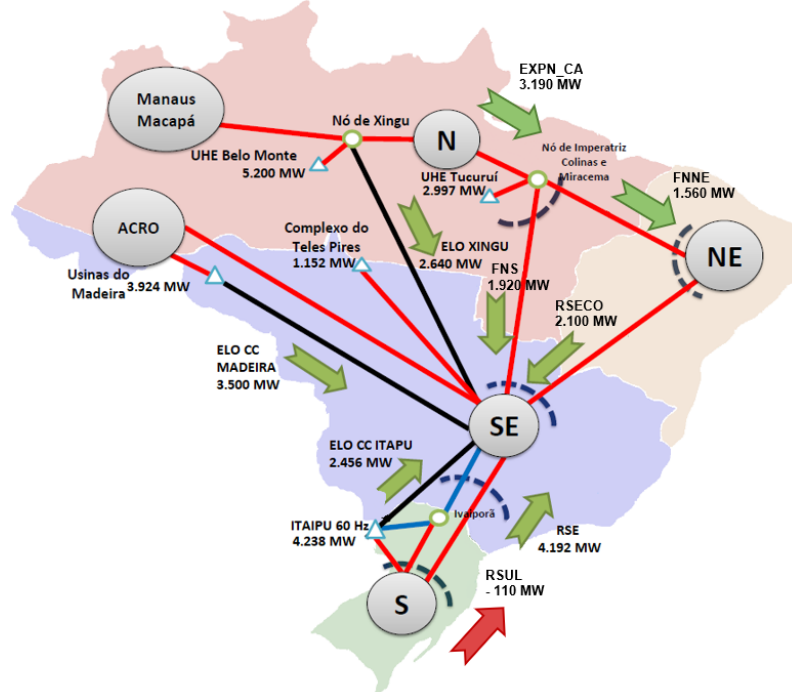 EXPN_CA
3.190 MW
Manaus
Macapá
Nó de Xingu
N
Nó de Imperatriz
Colinas e
Miracema
UHE Belo Monte
5.200 MW
UHE Tucuruí
2.997 MW
FNNE
1.560 MW
ACRO
Complexo do
Teles Pires
1.152 MW
ELO XINGU
2.640 MW
NE
Usinas do
Madeira
3.924 MW
FNS
1.920 MW
RSECO
2.100 MW
ELO CC
MADEIRA
3.500 MW
SE
ELO CC ITAPU
2.456 MW
Ivaiporã
ITAIPU 60 Hz
4.238 MW
RSE
4.192 MW
RSUL
- 110 MW
S